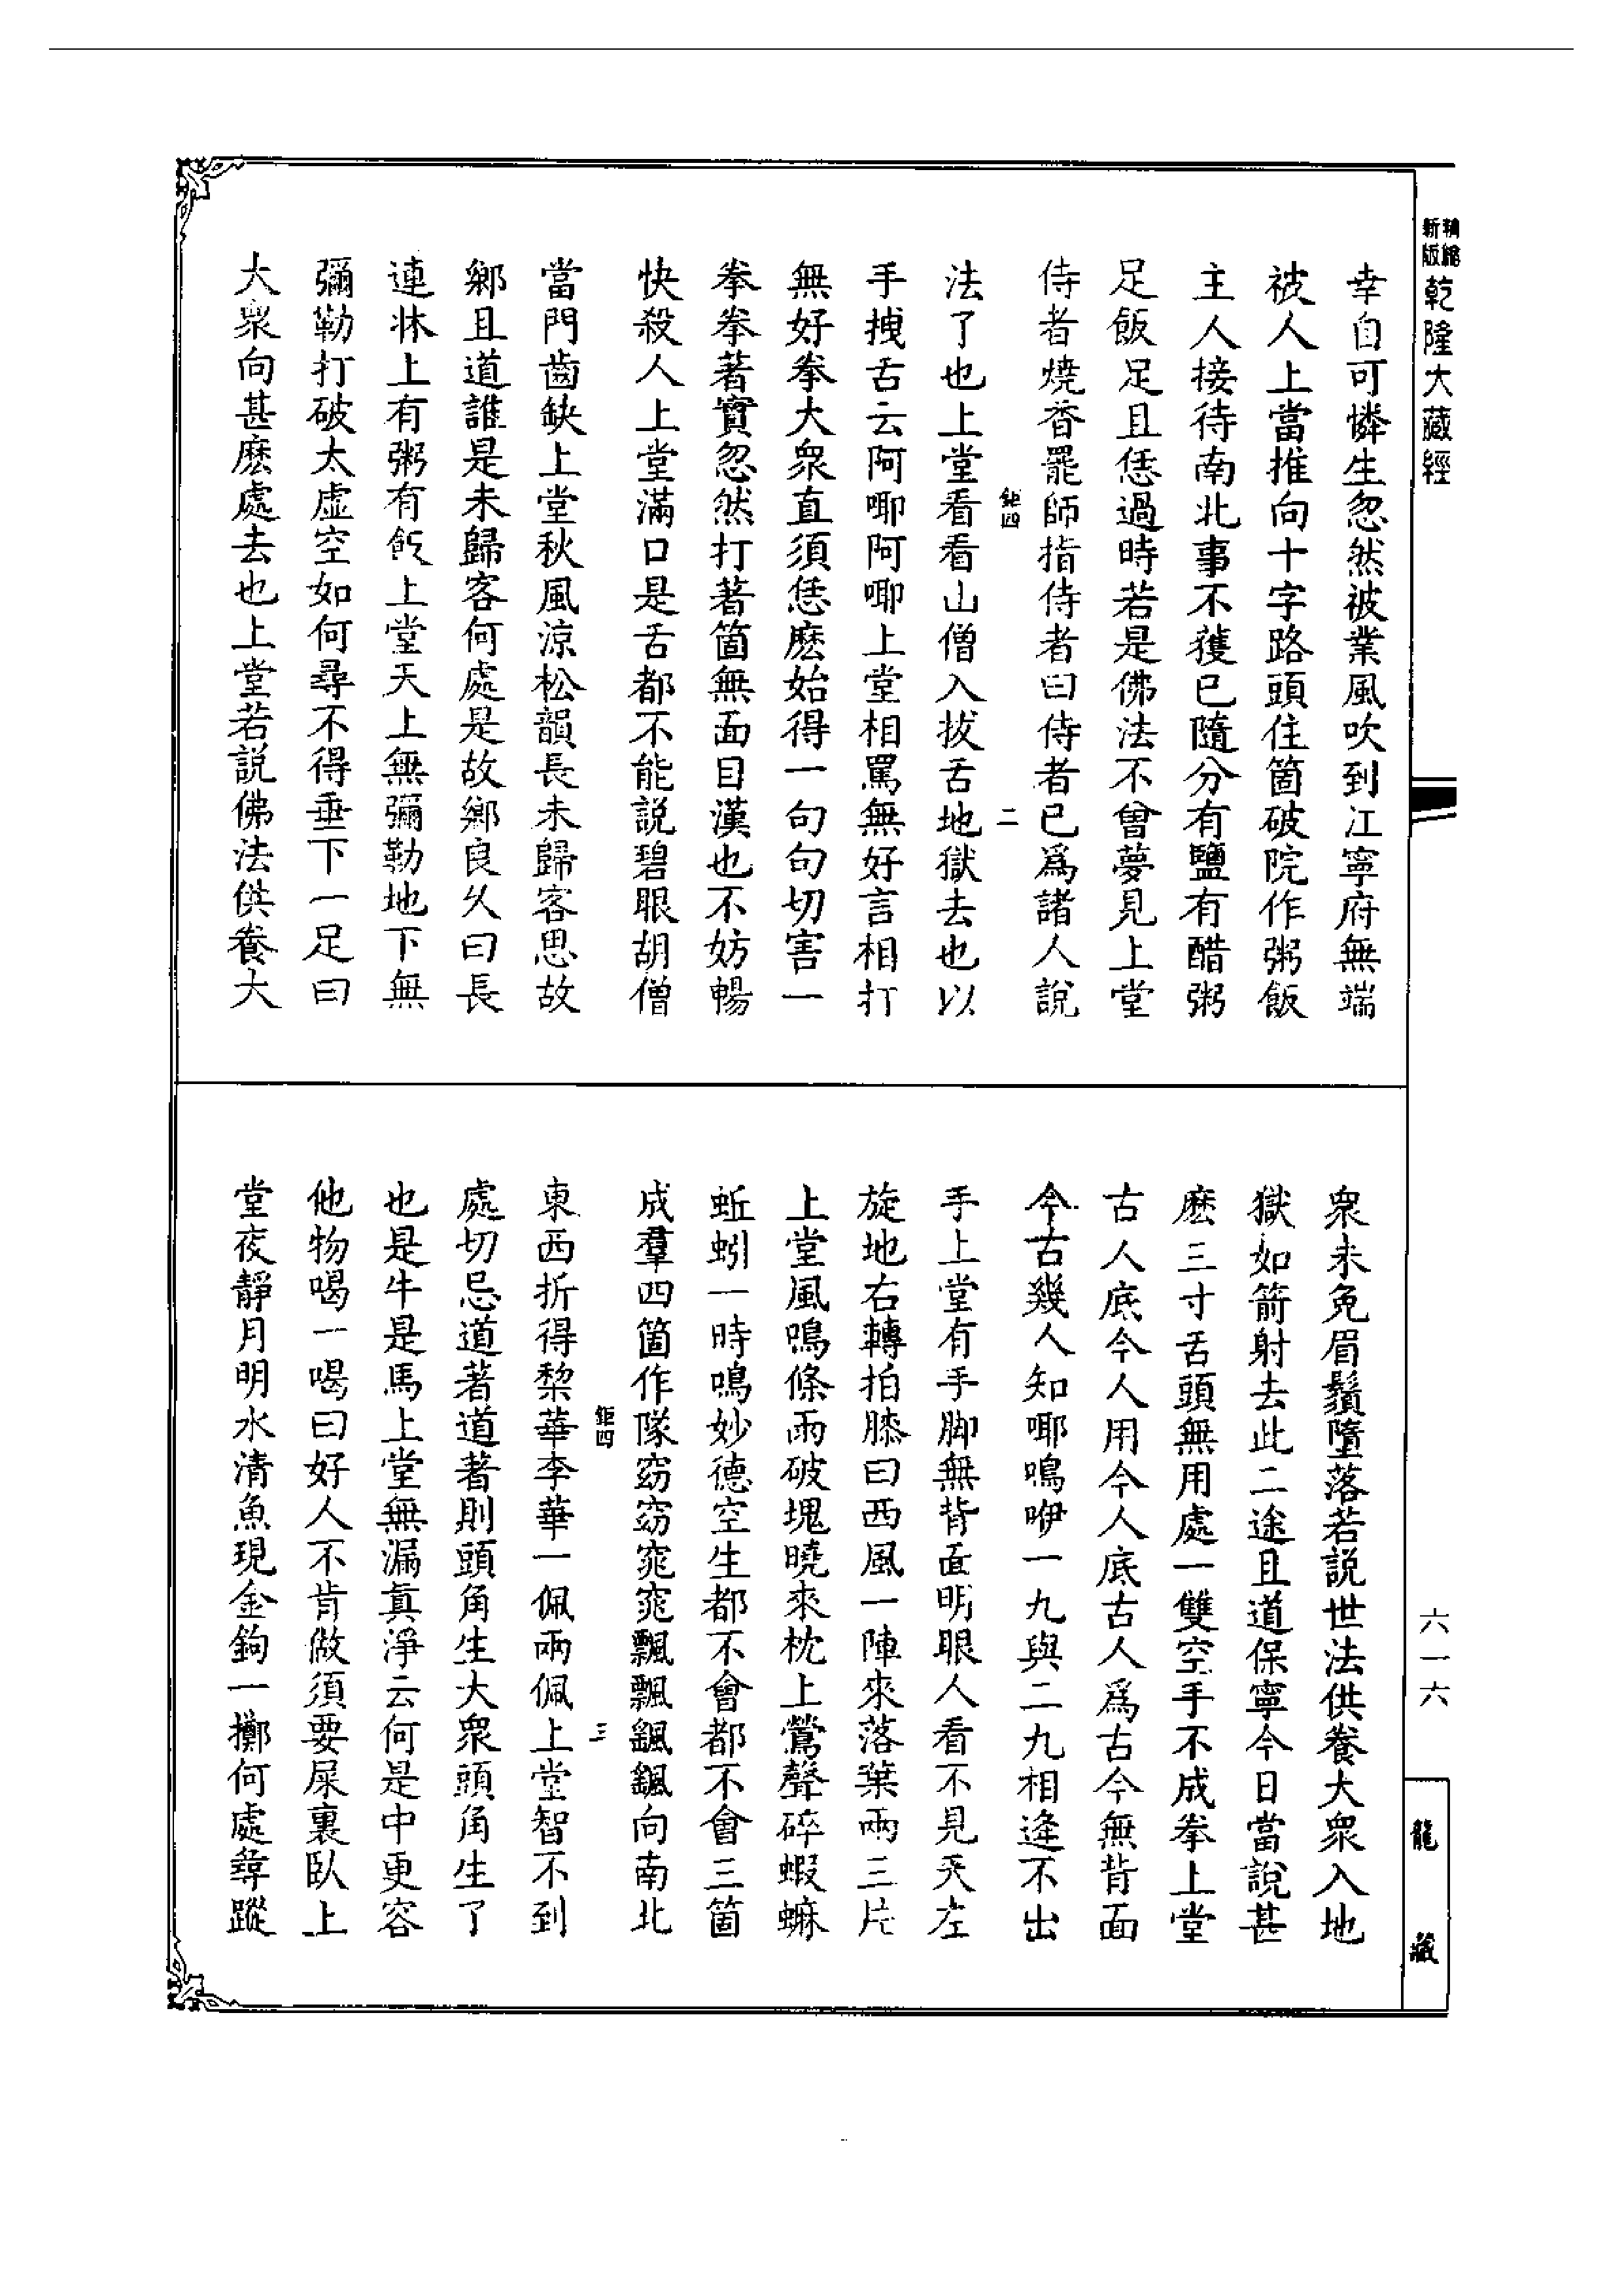 精縮新版乾隆大藏經
幸自可憐生忽然被業風吹到江寧府無端
被人上當推向十字路頭住箇破院作粥飯
主人接待南北事不獲已隨分有鹽有醋粥
足飯足且恁過時若是佛法不曾夢見上堂
侍者燒香罷師指侍者曰侍者已爲諸人說
鉅四 二
法了也上堂看看山僧入拔舌地獄去也以
手拽舌云阿㖿阿㖿上堂相罵無好言相打
無好拳大衆直須恁麽始得一句句切害一
拳拳著實忽然打著箇無面目漢也不妨暢
快殺人上堂滿口是舌都不能說碧眼胡僧
當門齒缺上堂秋風涼松韻長未歸客思故
鄉且道誰是未歸客何處是故鄉良久曰長
連牀上有粥有飯上堂天上無彌勒地下無
彌勒打破太虛空如何尋不得垂下一足曰
大衆向甚麽處去也上堂若說佛法供養大
衆未免眉鬚墮落若說世法供養大衆入地
獄如箭射去此二途且道保寧今日當說甚
麽三寸舌頭無用處一雙空手不成拳上堂
古人底今人用今人底古人爲古今無背面
今古幾人知㖿嗚咿一九與二九相逢不出
手上堂有手脚無背面明眼人看不見天左
旋地右轉拍膝曰西風一陣來落葉兩三片
上堂風鳴條雨破塊曉來枕上鶯聲碎蝦蟆
蚯蚓一時鳴妙德空生都不會都不會三箇
成羣四箇作隊窈窈窕窕飄飄颻颻向南北
鉅四 三
東西折得棃華李華一佩兩佩上堂智不到
處切忌道著道著則頭角生大衆頭角生了
也是牛是馬上堂無漏真淨云何是中更容
他物喝一喝曰好人不肯做須要屎裏臥上
堂夜靜月明水清魚現金鉤一擲何處尋蹤
六一六
龍藏